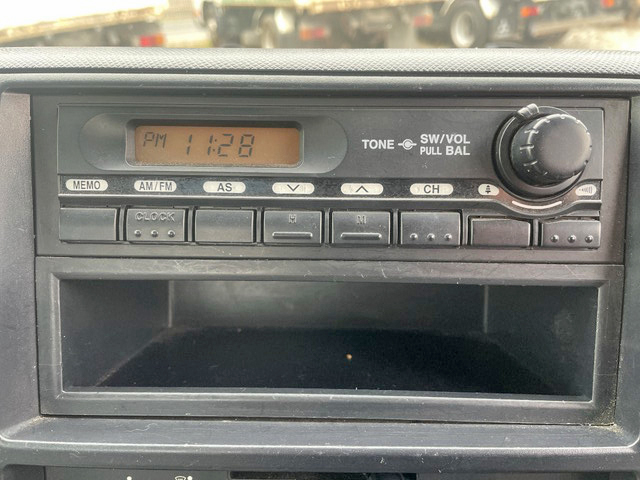 PM 11:28
TONE SW/VOL
PULL BAL
MEMO AM/FM AS CH
CLOCK H M